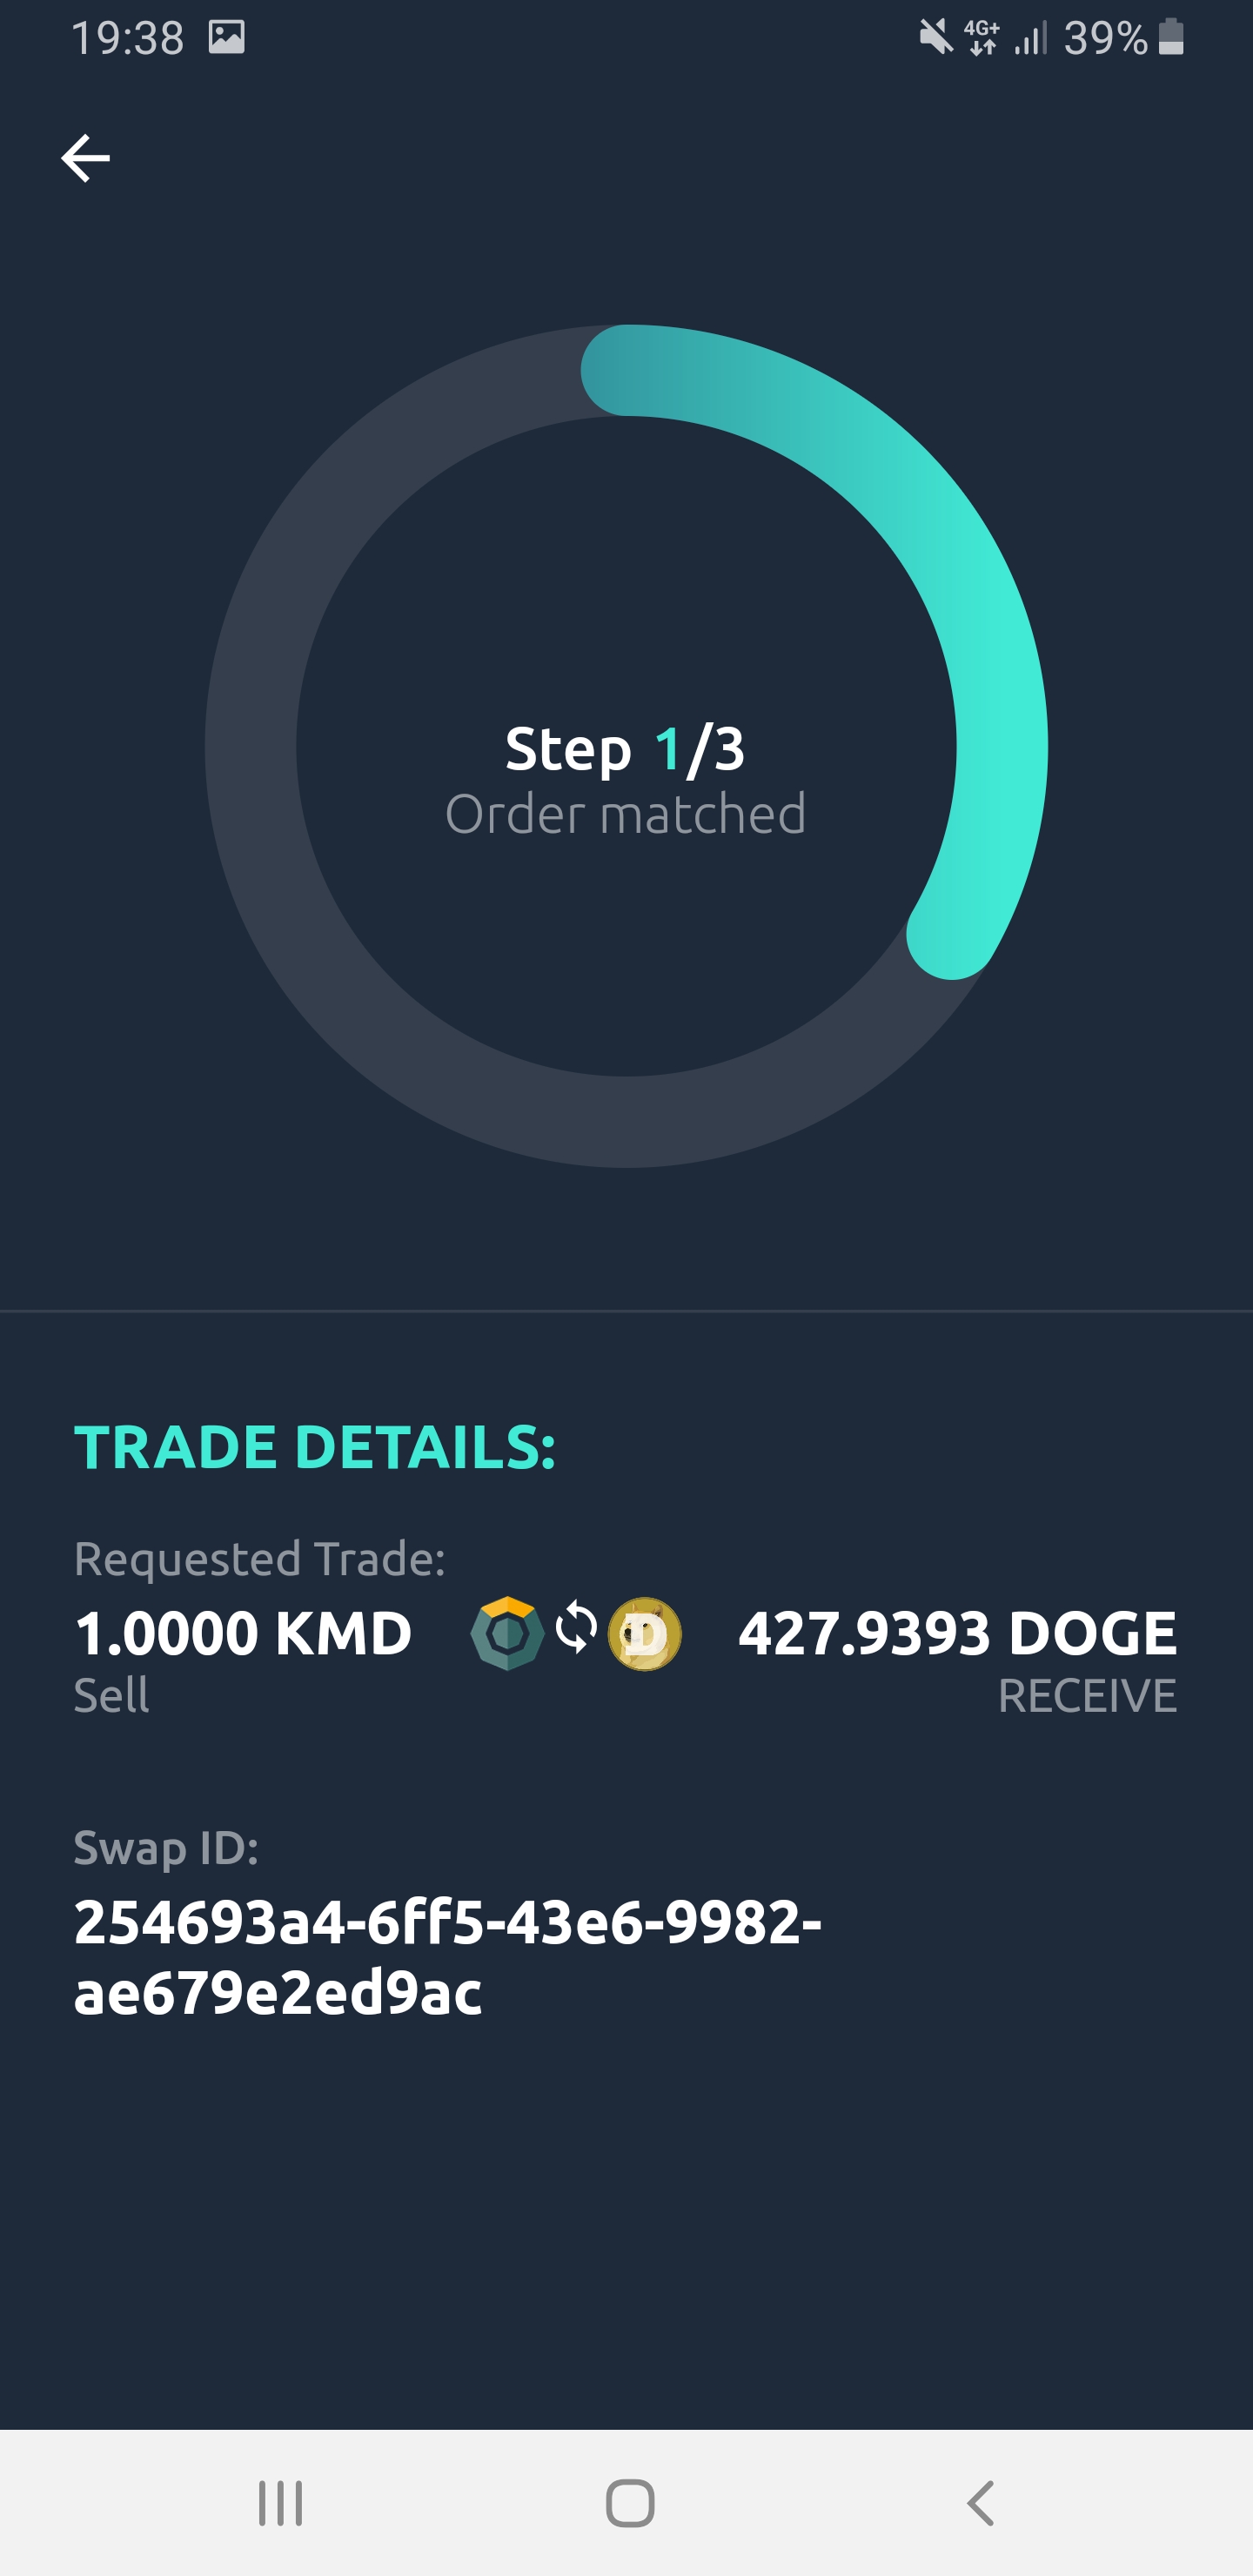 19:38 4G+ 39%
Step 1/3
Order matched
TRADE DETAILS:
Requested Trade:
1.0000 KMD D 427.9393 DOGE
Sell RECEIVE
Swap ID:
254693a4-6ff5-43e6-9982-
ae679e2ed9ac